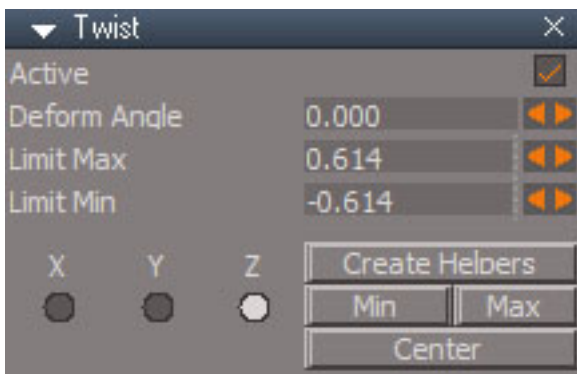 Twist
Active
Deform Angle 0.000
Limit Max 0.614
Limit Min -0.614
X Y Z Create Helpers
Min Max
Center